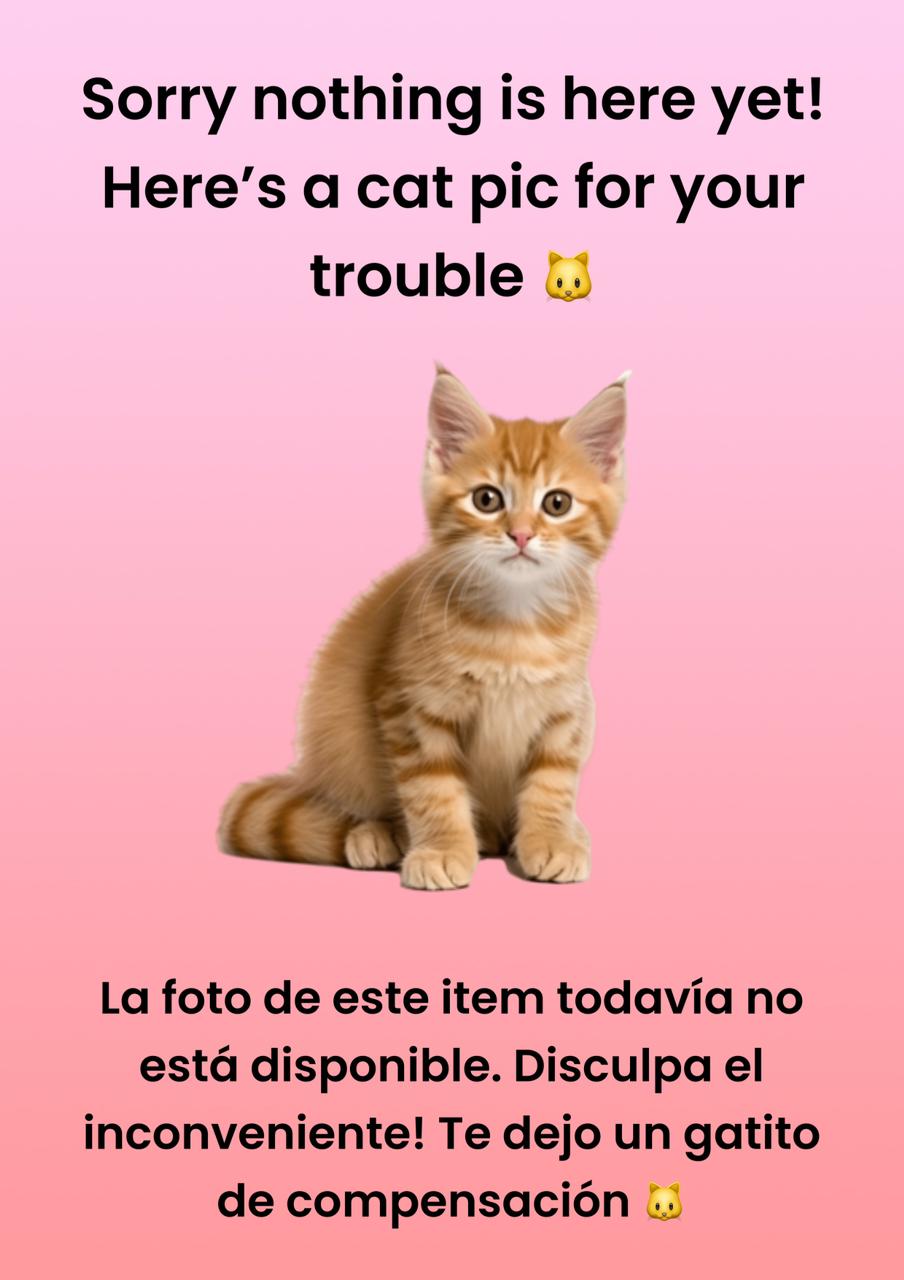 Sorry nothing is here yet!
Here’s a cat pic for your
trouble 🐱
La foto de este item todavía no
está disponible. Disculpa el
inconveniente! Te dejo un gatito
de compensación 🐱